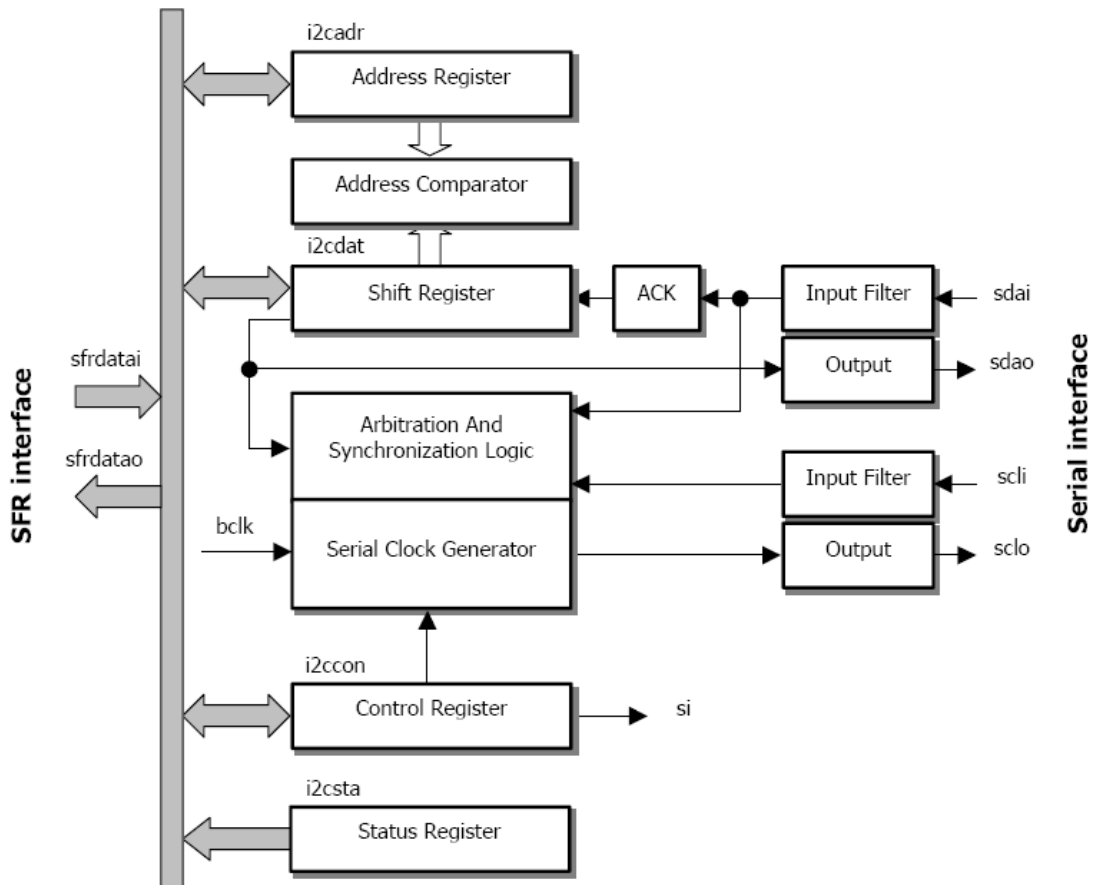 i2cadr
Address Register
Address Comparator
i2cdat
Shift Register
ACK
Input Filter
sdai
sfrdatai
Output
sdao
SFR interface
Arbitration And
Synchronization Logic
Serial interface
sfrdatao
Input Filter
scli
bclk
Serial Clock Generator
Output
sclo
i2ccon
Control Register
si
i2csta
Status Register